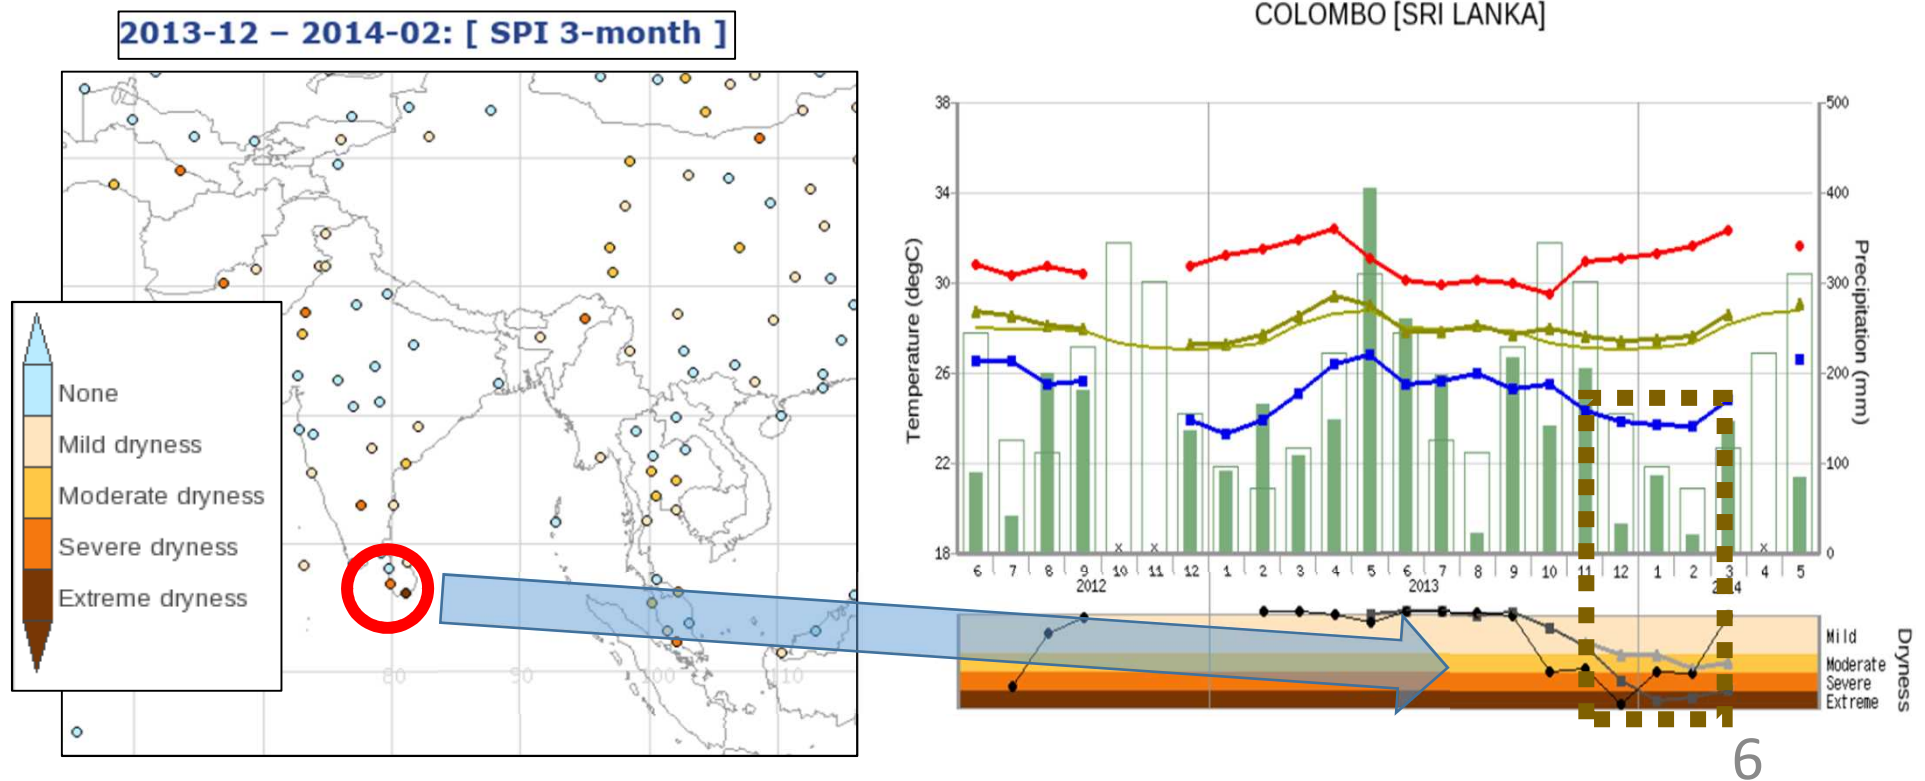 2013-12 – 2014-02: [ SPI 3-month ]
None
Mild dryness
Moderate dryness
Severe dryness
Extreme dryness
80 90 100 110
COLOMBO [SRI LANKA]
Temperature (degC)
38
34
30
26
22
18
Precipitation (mm)
500
400
300
200
100
0
x x x
6 7 8 9 10 11 12 1 2 3 4 5 6 7 8 9 10 11 12 1 2 3 4 5
2012 2013
Mild
Moderate
Severe
Extreme
Dryness
6